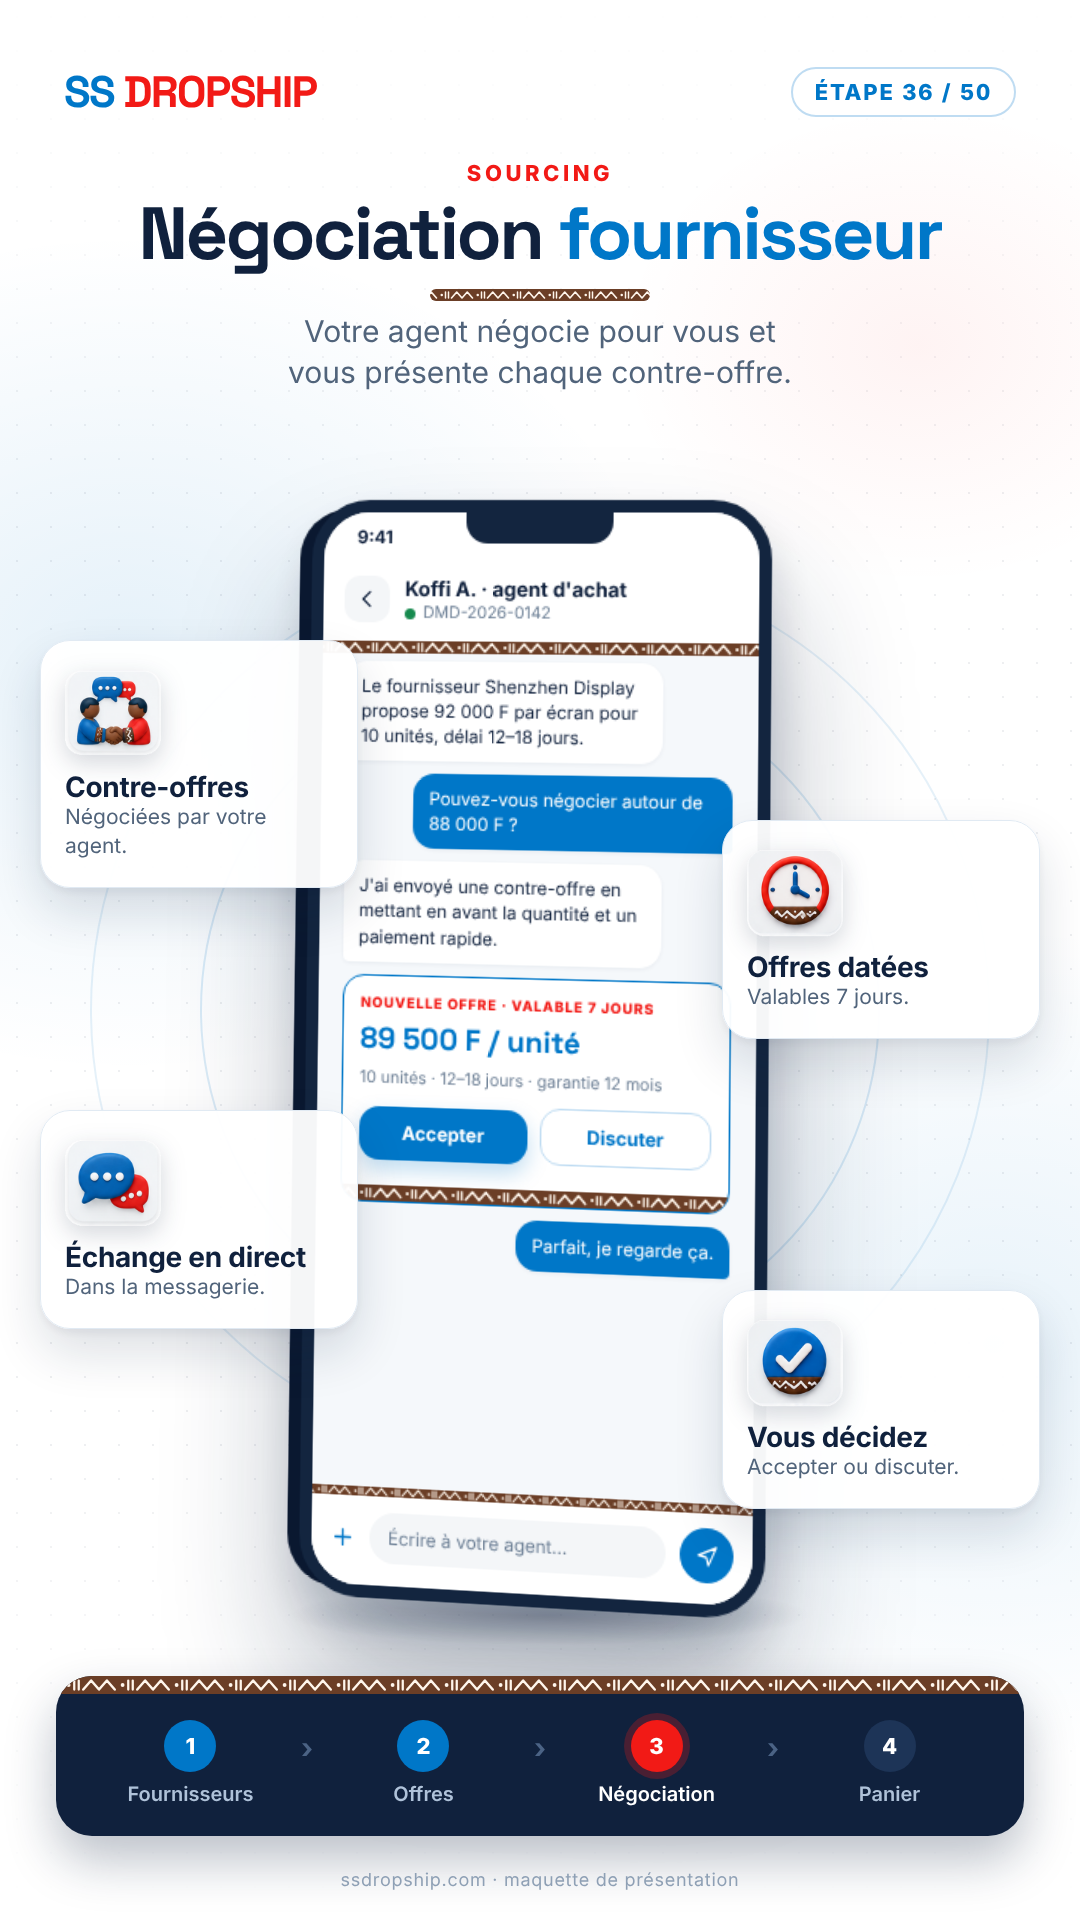 SS DROPSHIP
ÉTAPE 36 / 50
SOURCING
Négociation fournisseur
Votre agent négocie pour vous et
vous présente chaque contre-offre.
9:41
Koffi A. · agent d'achat
DMD-2026-0142
Le fournisseur Shenzhen Display
propose 92 000 F par écran pour
10 unités, délai 12–18 jours.
Pouvez-vous négocier autour de
88 000 F ?
J'ai envoyé une contre-offre en
mettant en avant la quantité et un
paiement rapide.
NOUVELLE OFFRE · VALABLE 7 JOURS
89 500 F / unité
10 unités · 12–18 jours · garantie 12 mois
Accepter
Discuter
Parfait, je regarde ça.
Écrire à votre agent...
Contre-offres
Négociées par votre
agent.
Offres datées
Valables 7 jours.
Échange en direct
Dans la messagerie.
Vous décidez
Accepter ou discuter.
1 › 2 › 3 › 4
Fournisseurs Offres Négociation Panier
ssdropship.com · maquette de présentation